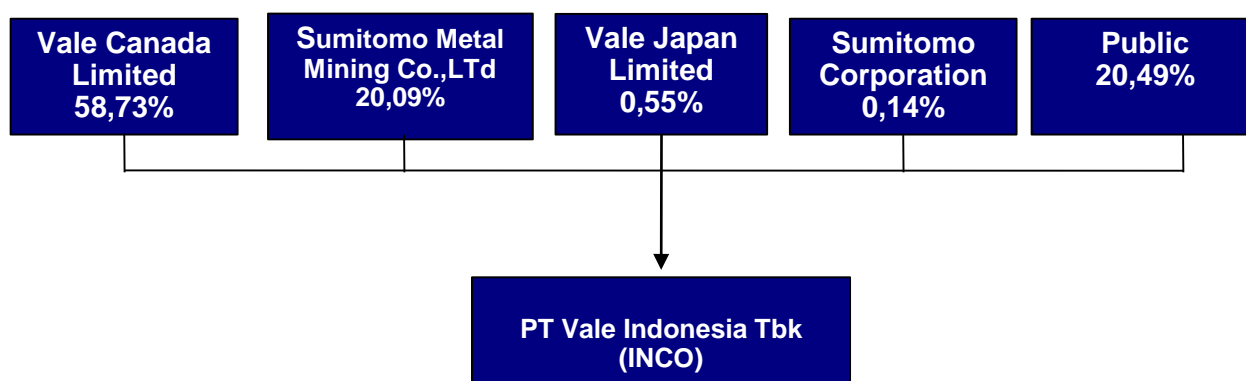 Vale Canada
Limited
58,73%
Sumitomo Metal
Mining Co.,LTd
20,09%
Vale Japan
Limited
0,55%
Sumitomo
Corporation
0,14%
Public
20,49%
PT Vale Indonesia Tbk
(INCO)